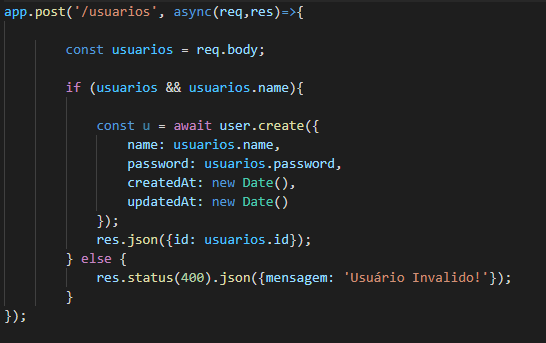 app.post('/usuarios', async(req,res)=>{
const usuarios = req.body;
if (usuarios && usuarios.name){
const u = await user.create({
name: usuarios.name,
password: usuarios.password,
createdAt: new Date(),
updatedAt: new Date()
});
res.json({id: usuarios.id});
} else {
res.status(400).json({mensagem: 'Usuário Invalido!'});
}
});